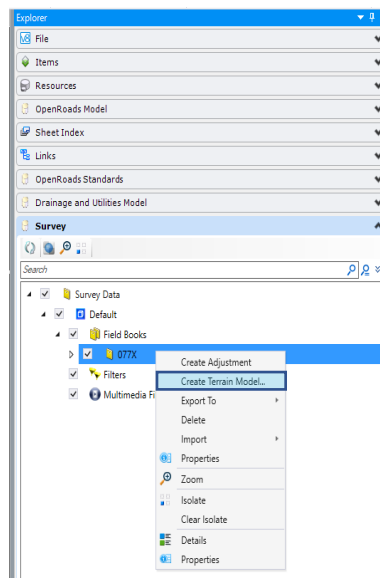 Explorer
File
Items
Resources
OpenRoads Model
Sheet Index
Links
OpenRoads Standards
Drainage and Utilities Model
Survey
Search
Survey Data
Default
Field Books
077X
Filters
Multimedia Fi
Create Adjustment
Create Terrain Model...
Export To
Delete
Import
Properties
Zoom
Isolate
Clear Isolate
Details
Properties